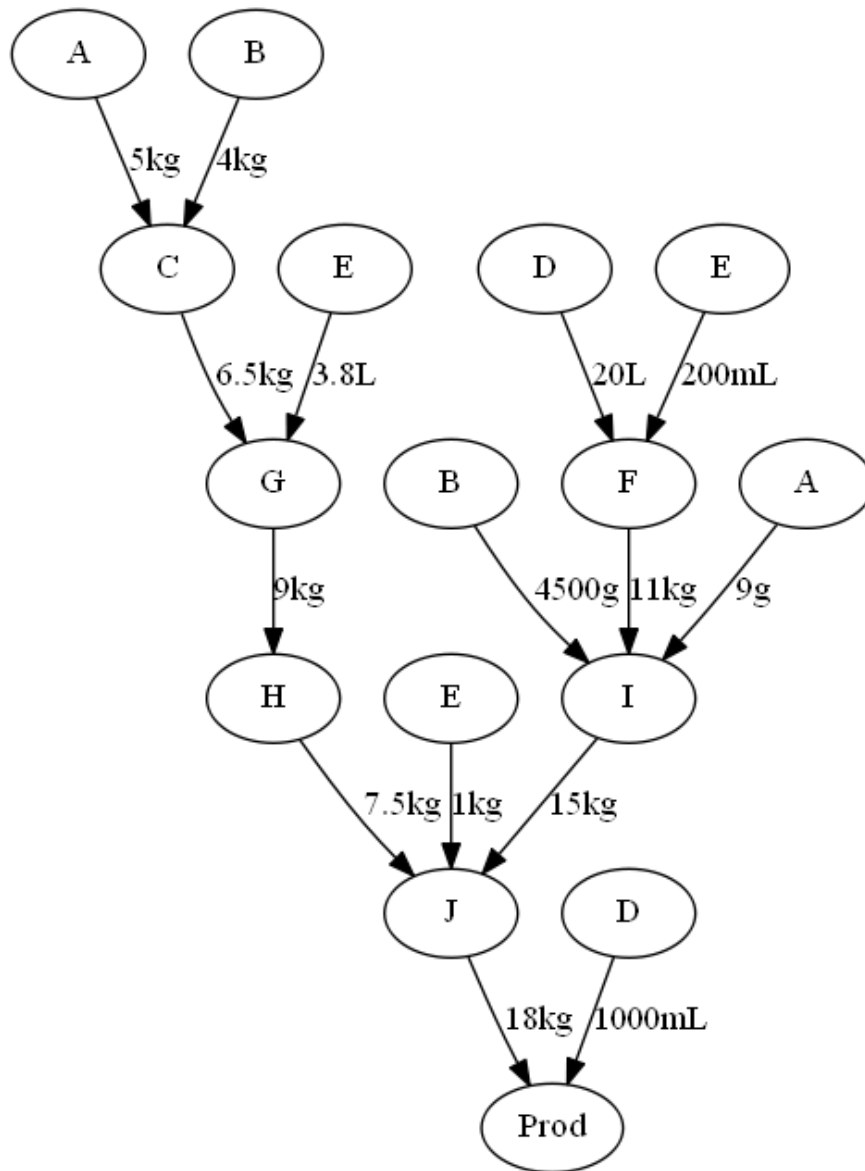 A B
5kg 4kg
C E D E
6.5kg 3.8L 20L 200mL
G B F A
9kg 4500g 11kg 9g
H E I
7.5kg 1kg 15kg
J D
18kg 1000mL
Prod